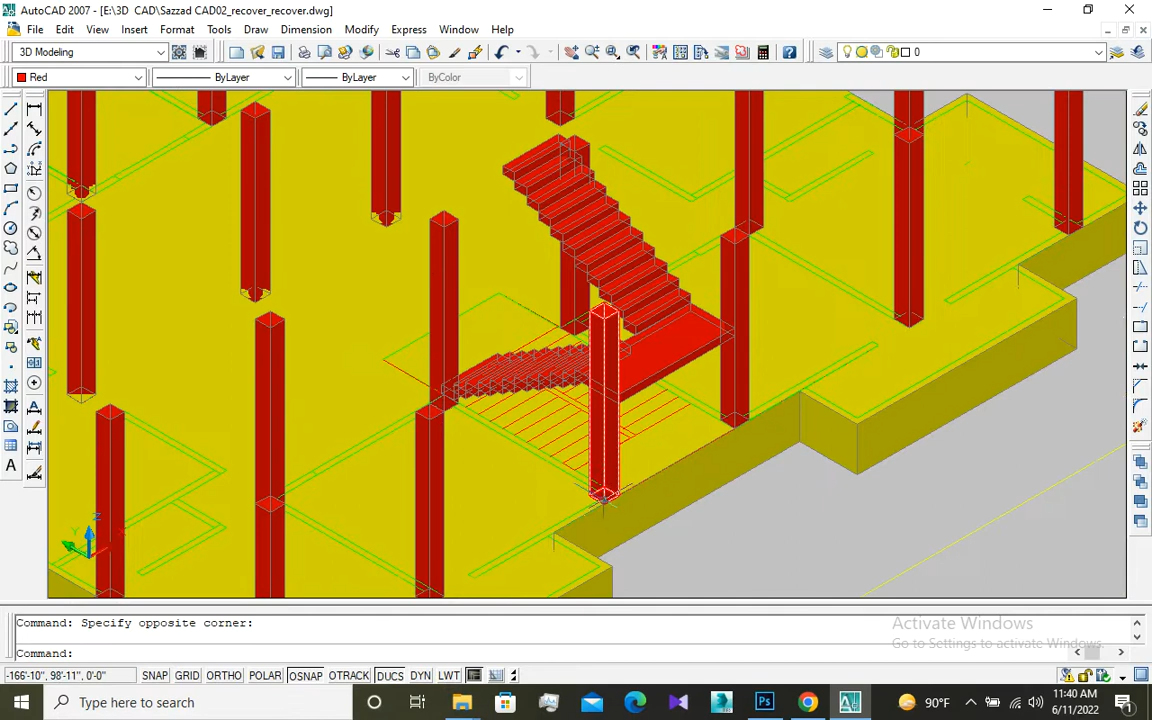 AutoCAD 2007 - [E:\3D  CAD\Sazzad CAD02_recover_recover.dwg]
File Edit View Insert Format Tools Draw Dimension Modify Express Window Help
3D Modeling 0
Red ByLayer ByLayer ByColor
Z
Command: Specify opposite corner:
Activate Windows
Go to Settings to activate Windows.
Command:
-166'-10", 98'-11", 0'-0" SNAP GRID ORTHO POLAR OSNAP OTRACK DUCS DYN LWT
Type here to search 90°F 11:40 AM
6/11/2022 1